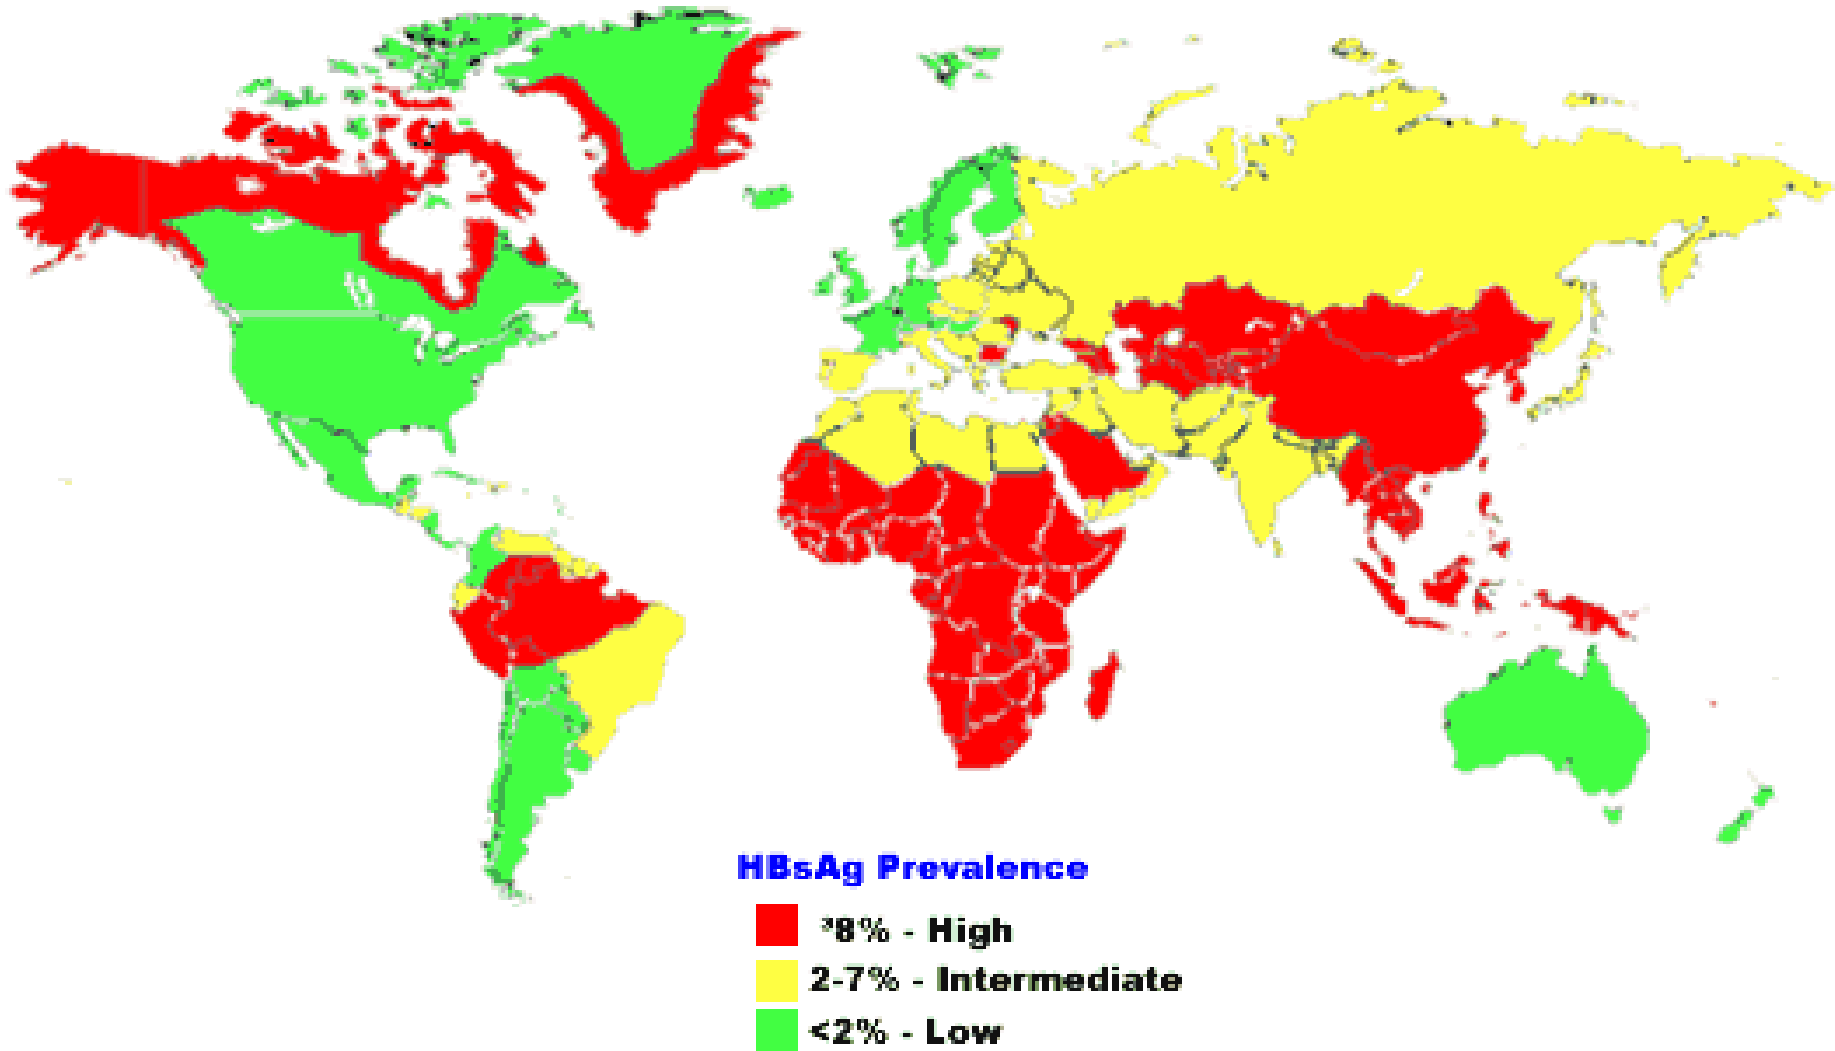 HBsAg Prevalence
³8% - High
2-7% - Intermediate
<2% - Low